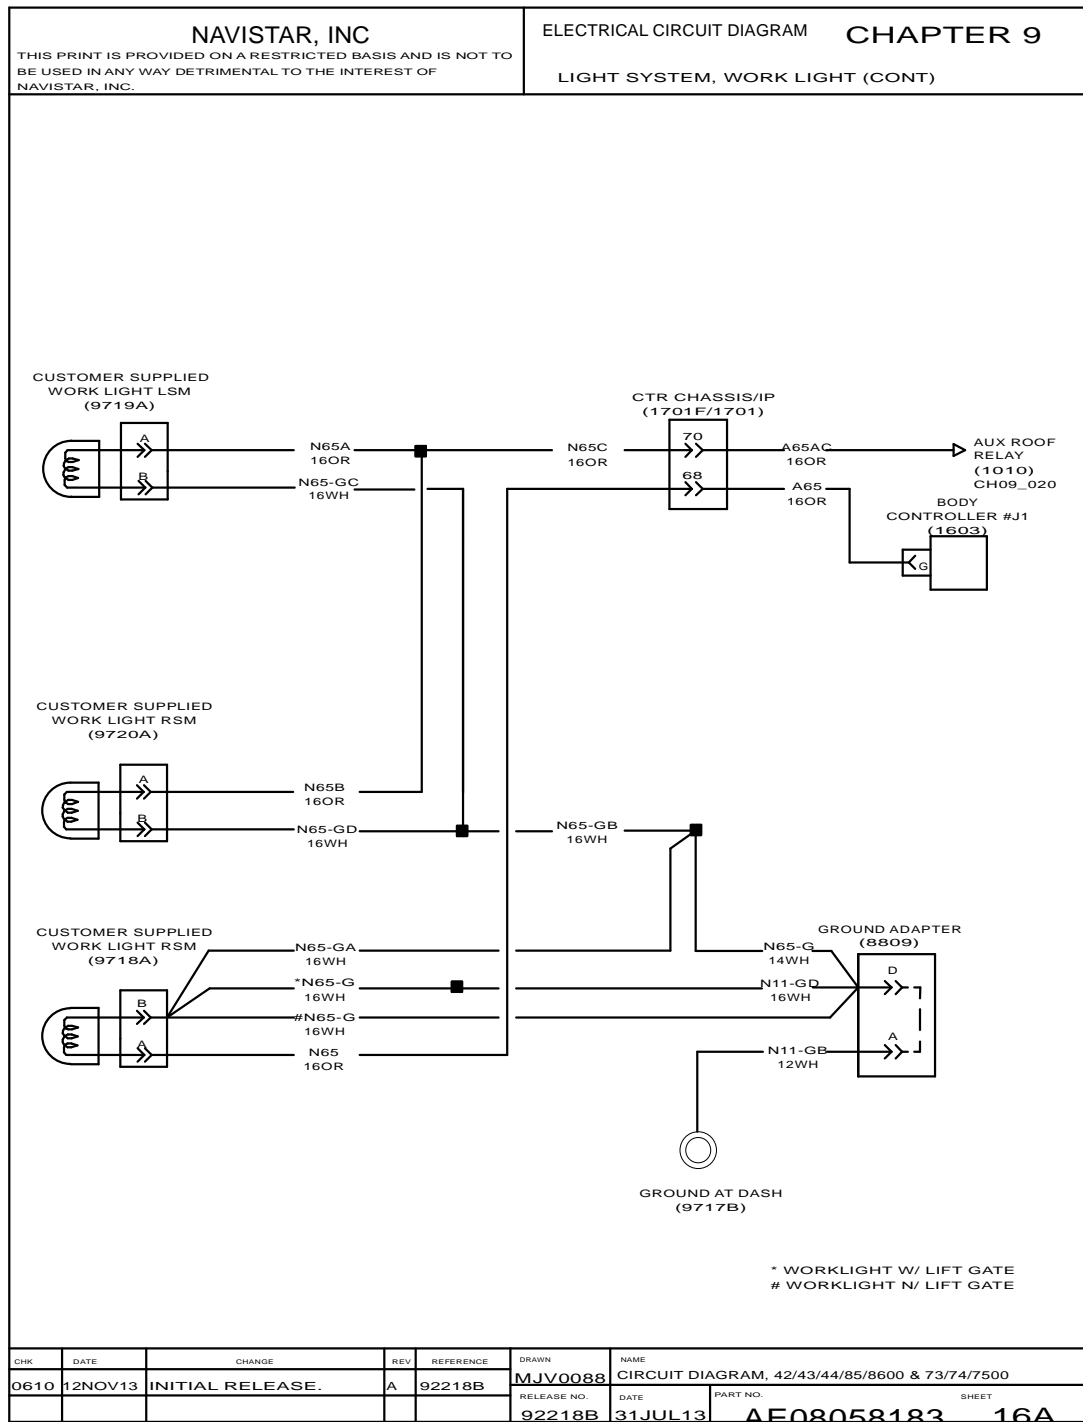 NAVISTAR, INC
THIS PRINT IS PROVIDED ON A RESTRICTED BASIS AND IS NOT TO
BE USED IN ANY WAY DETRIMENTAL TO THE INTEREST OF
NAVISTAR, INC.
ELECTRICAL CIRCUIT DIAGRAM
CHAPTER 9
LIGHT SYSTEM, WORK LIGHT (CONT)
CUSTOMER SUPPLIED
WORK LIGHT LSM
(9719A)
A
B
N65A
16OR
N65-GC
16WH
N65C
16OR
CTR CHASSIS/IP
(1701F/1701)
70
68
A65AC
16OR
A65
16OR
AUX ROOF
RELAY
(1010)
CH09_020
BODY
CONTROLLER #J1
(1603)
G
CUSTOMER SUPPLIED
WORK LIGHT RSM
(9720A)
A
B
N65B
16OR
N65-GD
16WH
N65-GB
16WH
CUSTOMER SUPPLIED
WORK LIGHT RSM
(9718A)
B
A
N65-GA
16WH
*N65-G
16WH
#N65-G
16WH
N65
16OR
N65-G
14WH
N11-GD
16WH
N11-GB
12WH
GROUND ADAPTER
(8809)
D
A
GROUND AT DASH
(9717B)
* WORKLIGHT W/ LIFT GATE
# WORKLIGHT N/ LIFT GATE
CHK DATE CHANGE REV REFERENCE
0610 12NOV13 INITIAL RELEASE. A 92218B
DRAWN
MJV0088
NAME
CIRCUIT DIAGRAM, 42/43/44/85/8600 & 73/74/7500
RELEASE NO.
92218B
DATE
31JUL13
PART NO.
AE08058183
SHEET
16A